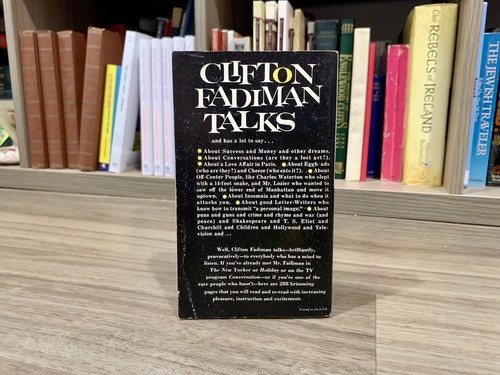 CLIFTON
FADIMAN
TALKS
and has a lot to say...
● About Success and Money and other dreams.
● About Conversations (are they a lost art?).
● About a Love Affair in Paris. ● About Eggheads
(who are they?) and Cheese (who eats it?). ● About
Off-Center People, like Charles Waterton who slept
with a 14-foot snake, and Mr. Lozier who wanted to
saw off the lower end of Manhattan and move it
uptown. ● About Insomnia and what to do when it
attacks you. ● About good Letter-Writers who
know how to transmit "a personal image." ● About
puns and guns and crime and rhyme and war (and
peace) and Shakespeare and T. S. Eliot and
Churchill and Children and Hollywood and Tele-
vision and...
Well, Clifton Fadiman talks—brilliantly,
provocatively—to everybody who has a mind to
listen. If you've already met Mr. Fadiman in
The New Yorker or Holiday or on the TV
program Conversation—or if you're one of the
rare people who hasn't—here are 288 brimming
pages that you will read and re-read with increasing
pleasure, instruction and excitement.
Printed in the U.S.A.
The REBELS OF IRELAND
THE JEWISH TRAVELER